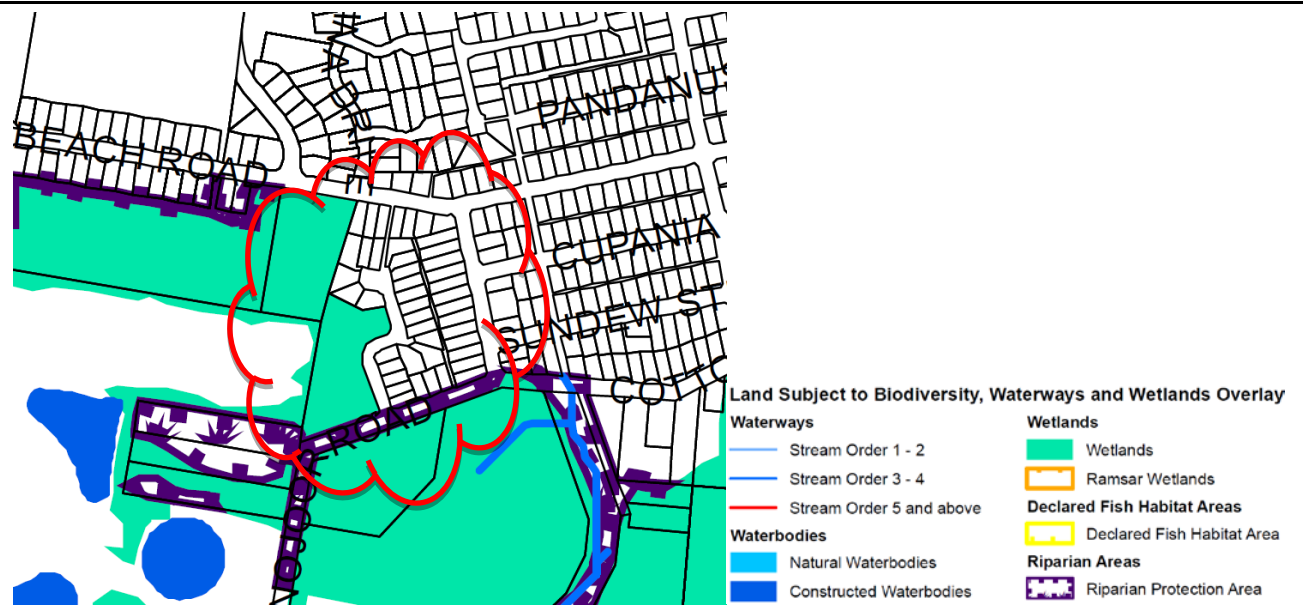 PANDANUS
BEACH ROAD
CUPANIA
SUNDEW ST
COTTO
ROAD
Land Subject to Biodiversity, Waterways and Wetlands Overlay
Waterways
Stream Order 1 - 2
Stream Order 3 - 4
Stream Order 5 and above
Waterbodies
Natural Waterbodies
Constructed Waterbodies
Wetlands
Wetlands
Ramsar Wetlands
Declared Fish Habitat Areas
Declared Fish Habitat Area
Riparian Areas
Riparian Protection Area